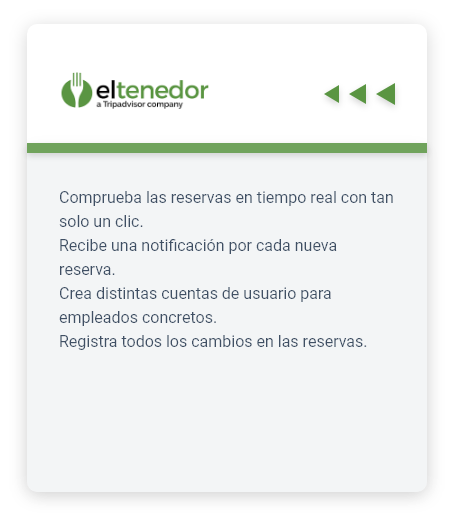 eltenedor
a Tripadvisor company
Comprueba las reservas en tiempo real con tan
solo un clic.
Recibe una notificación por cada nueva
reserva.
Crea distintas cuentas de usuario para
empleados concretos.
Registra todos los cambios en las reservas.